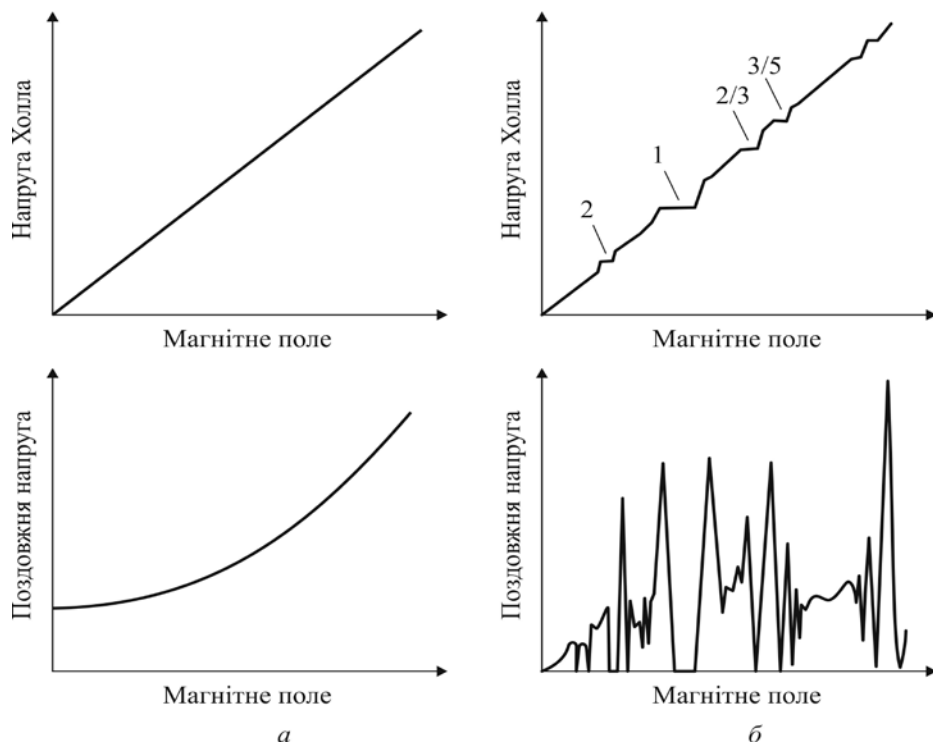 Напруга Холла
Магнітне поле
Напруга Холла
2
1
2/3
3/5
Магнітне поле
Поздовжня напруга
Магнітне поле
а
Поздовжня напруга
Магнітне поле
б